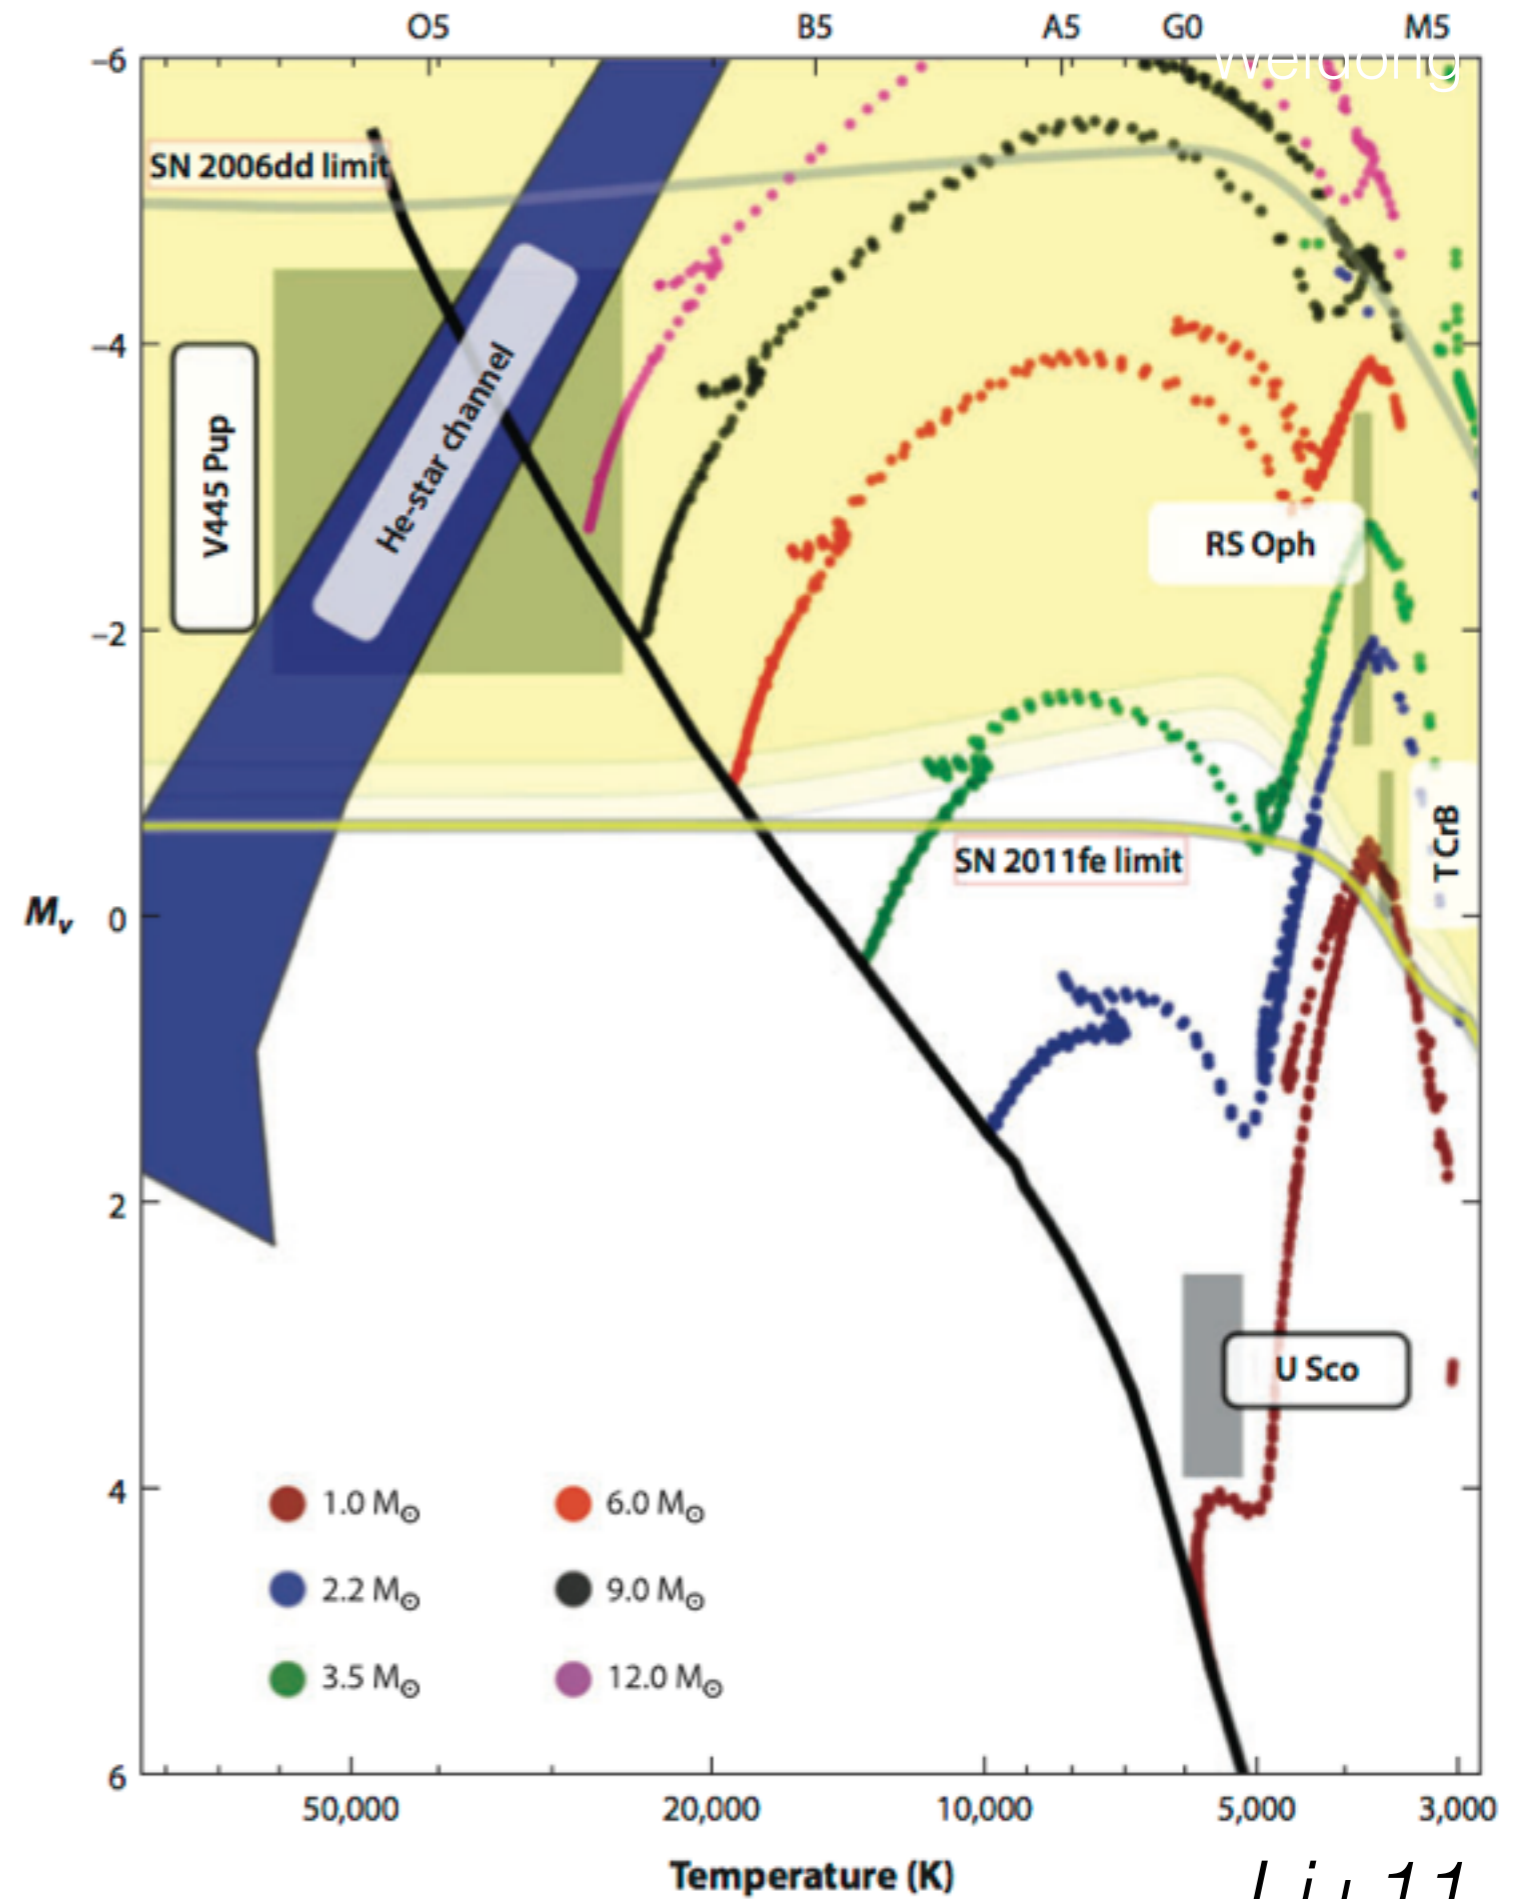 O5 B5 A5 G0 M5
Weidong
–6
SN 2006dd limit
–4
V445 Pup
He-star channel
RS Oph
–2
T CrB
SN 2011fe limit
Mv 0
2
U Sco
4
1.0 M⊙ 6.0 M⊙
2.2 M⊙ 9.0 M⊙
3.5 M⊙ 12.0 M⊙
6
50,000 20,000 10,000 5,000 3,000
Temperature (K)